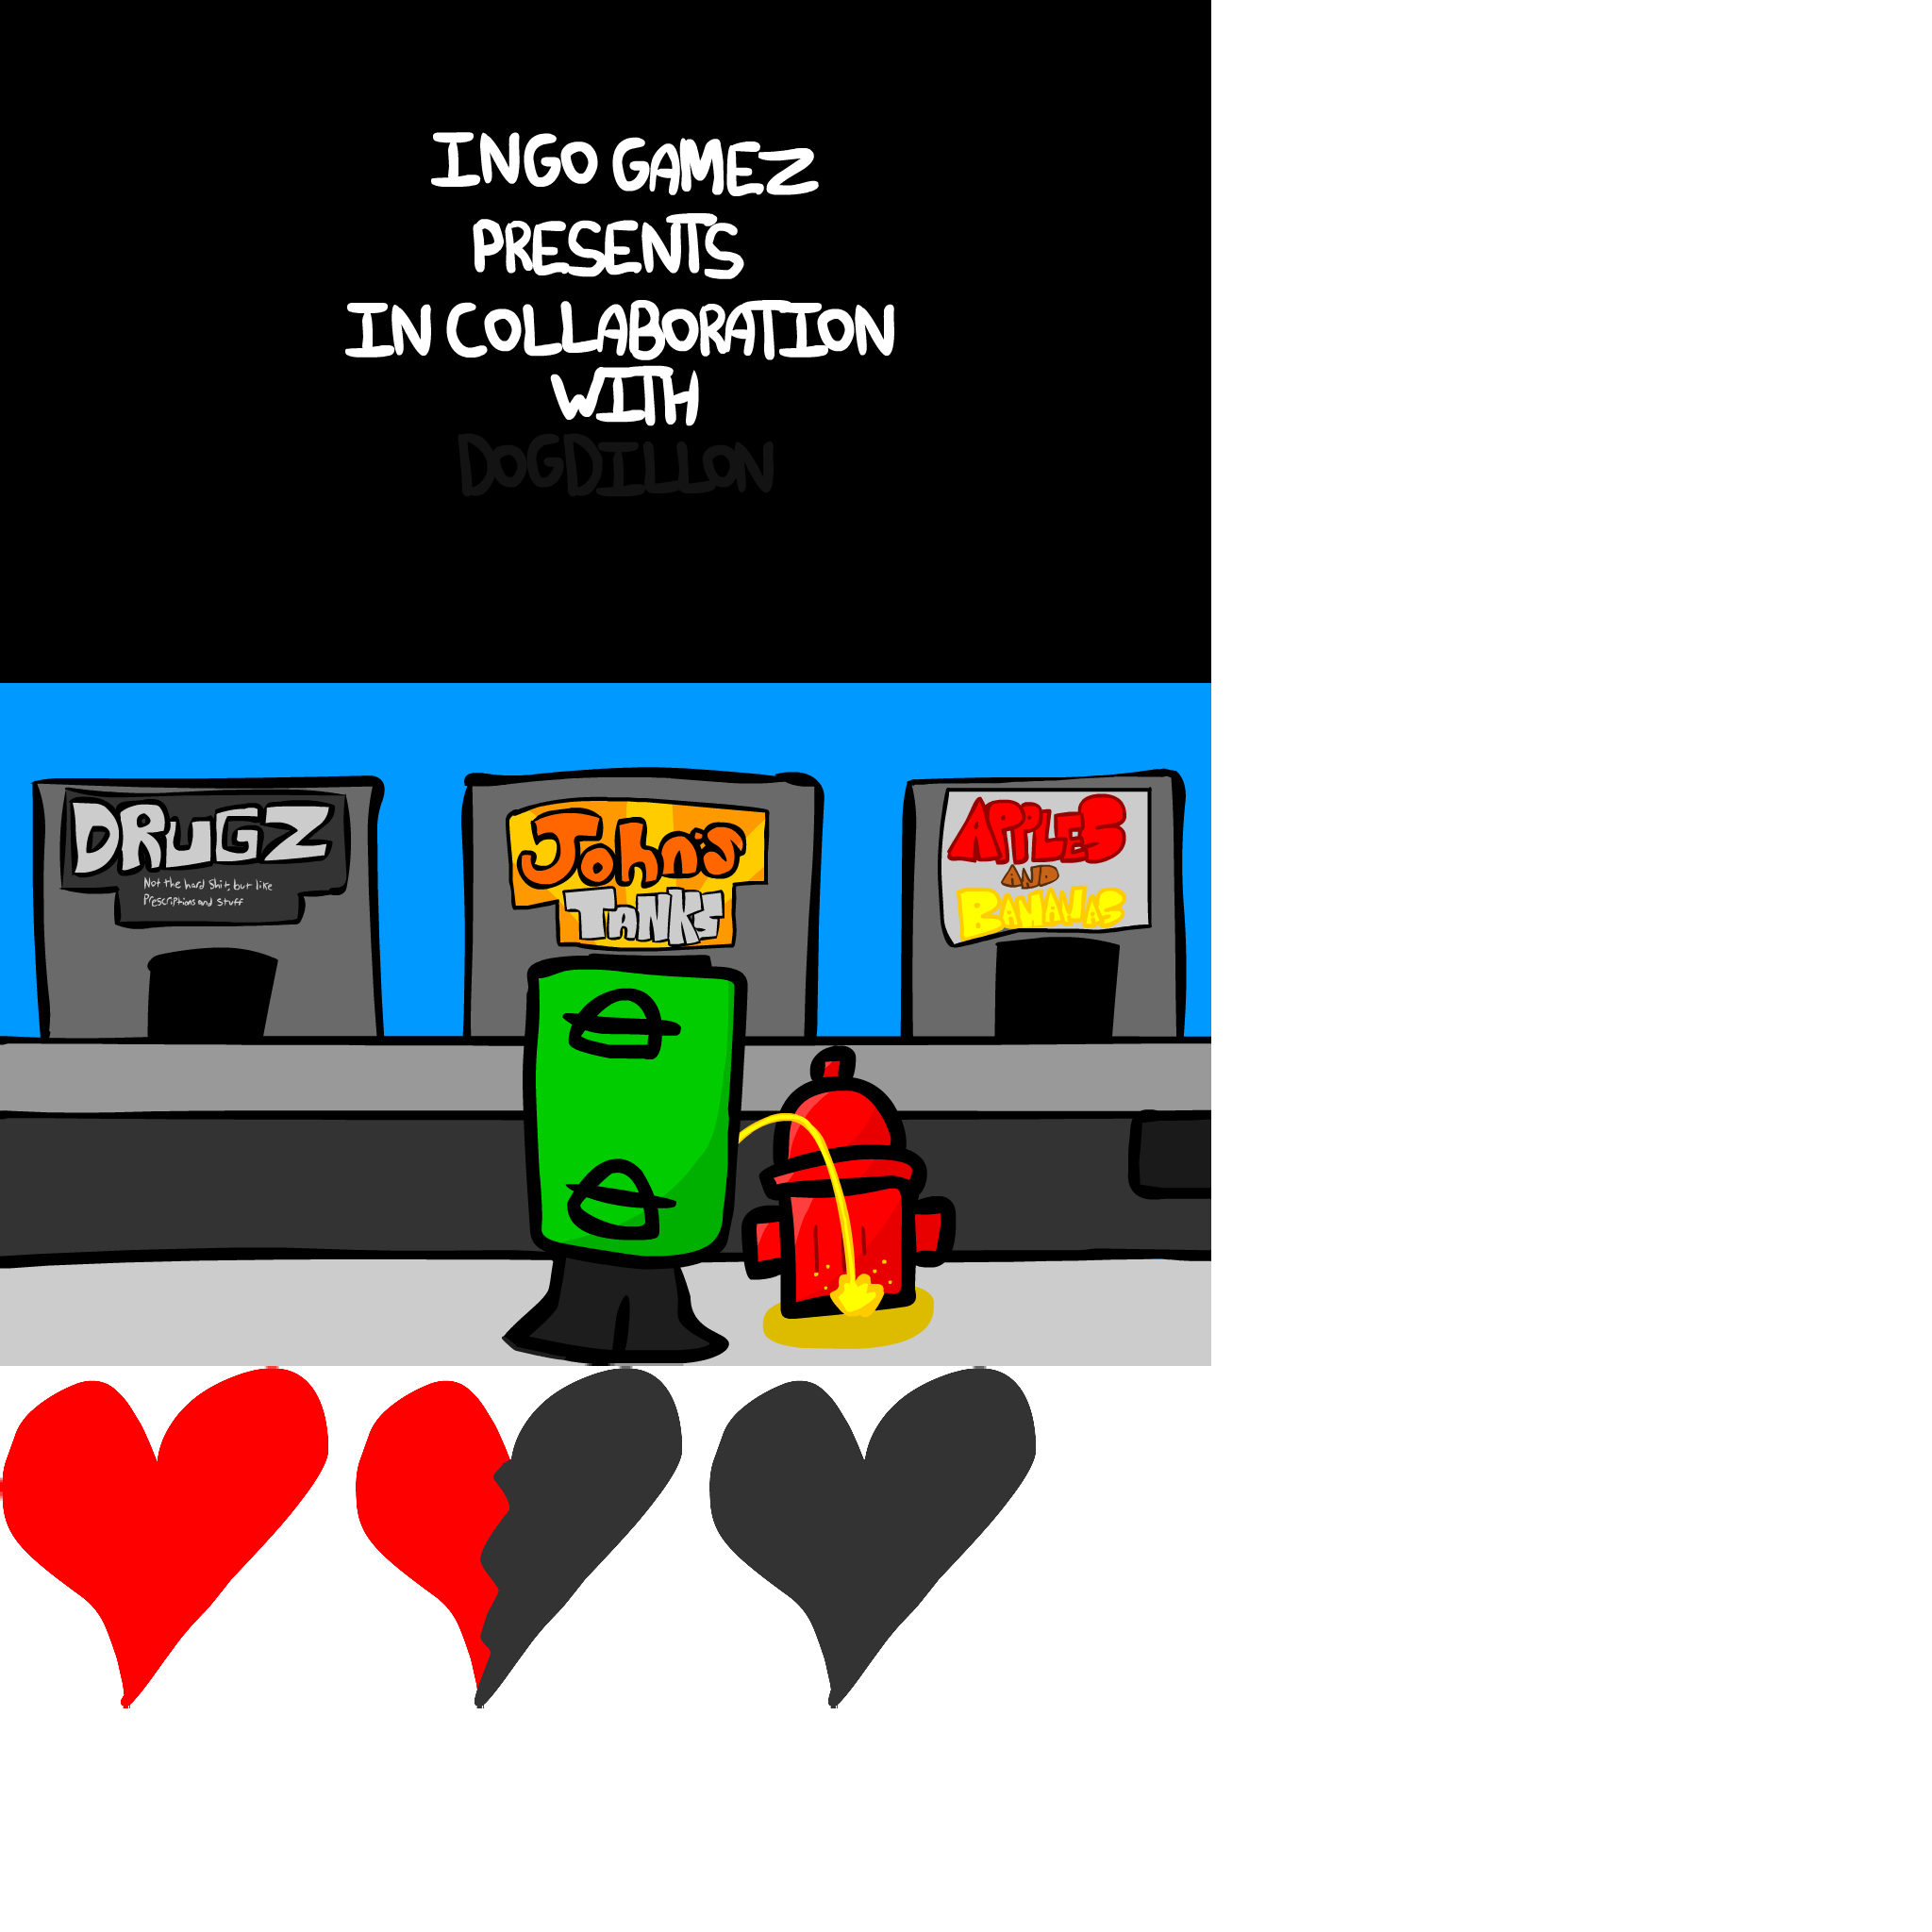 INGO GAMEZ
PRESENTS
IN COLLABORATION
WITH
DOGDILLON
DRUGZ
Not the hard shit, but like
Prescriptions and stuff
John's
TANKS
APPLES
AND
BANANAS